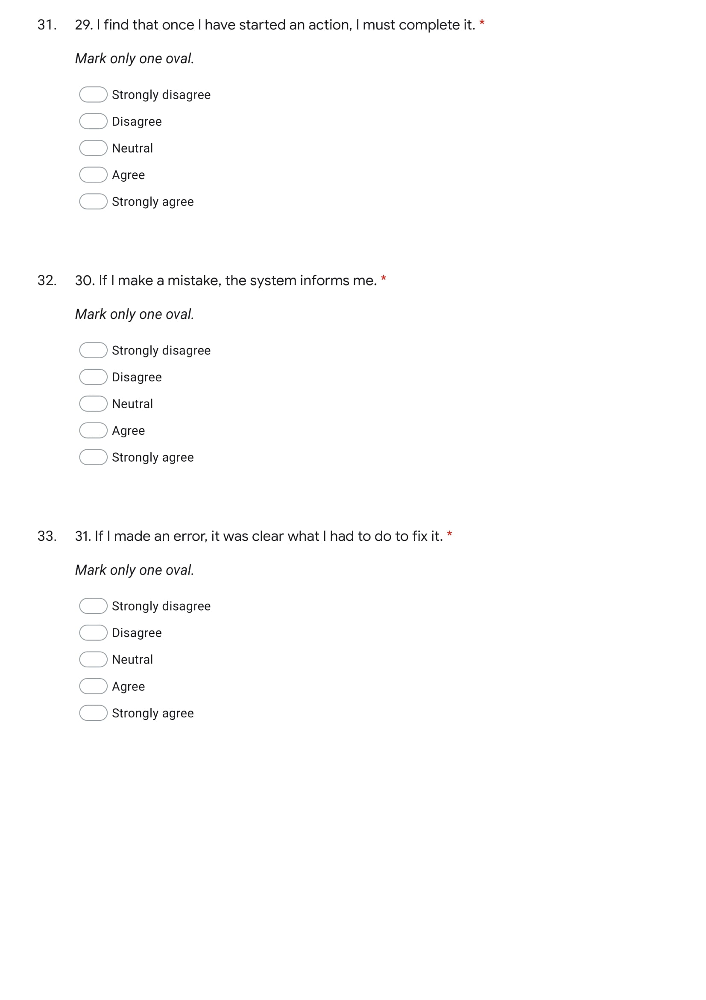 31. 29. I find that once I have started an action, I must complete it. *
Mark only one oval.
Strongly disagree
Disagree
Neutral
Agree
Strongly agree
32. 30. If I make a mistake, the system informs me. *
Mark only one oval.
Strongly disagree
Disagree
Neutral
Agree
Strongly agree
33. 31. If I made an error, it was clear what I had to do to fix it. *
Mark only one oval.
Strongly disagree
Disagree
Neutral
Agree
Strongly agree